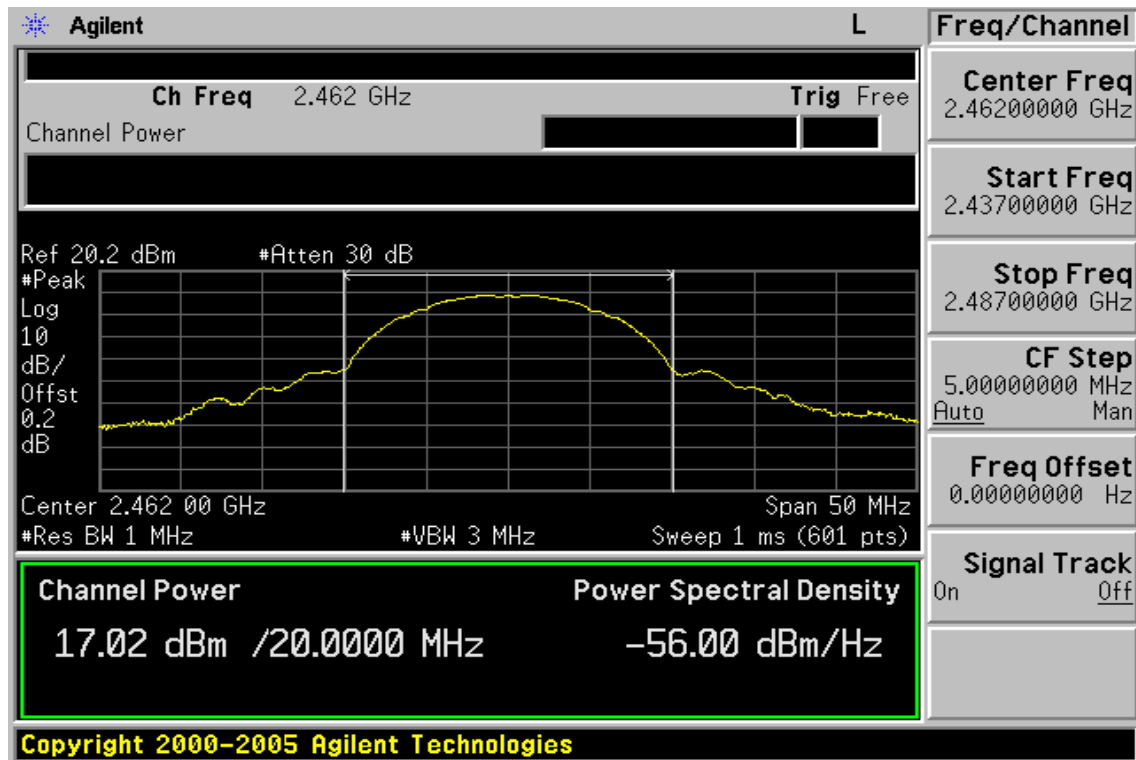 Agilent L Freq/Channel
Ch Freq 2.462 GHz Trig Free
Channel Power
Center Freq
2.46200000 GHz
Start Freq
2.43700000 GHz
Stop Freq
2.48700000 GHz
CF Step
5.00000000 MHz
Auto Man
Freq Offset
0.00000000 Hz
Signal Track
On Off
Ref 20.2 dBm #Atten 30 dB
#Peak
Log
10
dB/
Offst
0.2
dB
Center 2.462 00 GHz Span 50 MHz
#Res BW 1 MHz #VBW 3 MHz Sweep 1 ms (601 pts)
Channel Power Power Spectral Density
17.02 dBm /20.0000 MHz -56.00 dBm/Hz
Copyright 2000-2005 Agilent Technologies